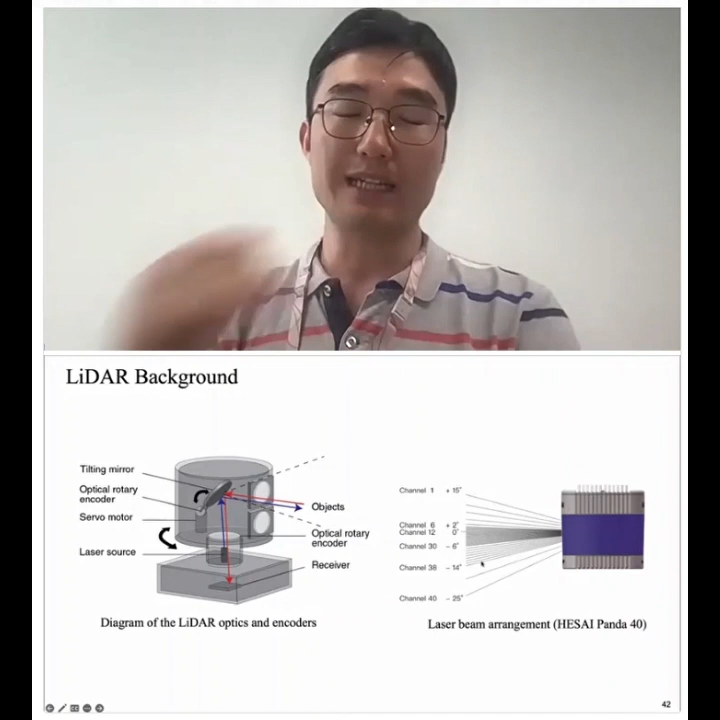 LiDAR Background
Tilting mirror
Optical rotary
encoder
Servo motor
Laser source
Objects
Optical rotary
encoder
Receiver
Diagram of the LiDAR optics and encoders
Channel 1 + 15°
Channel 6 + 2°
Channel 12 0°
Channel 30 - 6°
Channel 38 - 14°
Channel 40 - 25°
Laser beam arrangement (HESAI Panda 40)
42